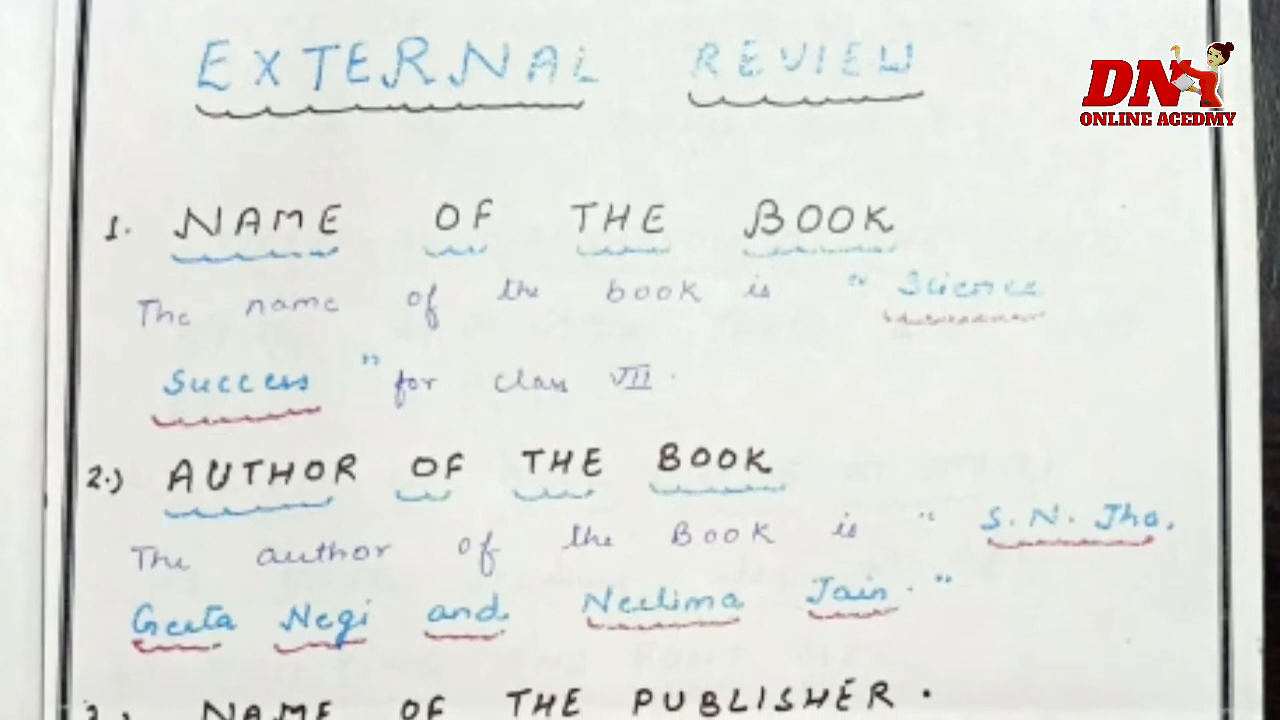 EXTERNAL REVIEW
DN
ONLINE ACEDMY
1. NAME OF THE BOOK
The name of the book is "Science
Success" for class VII.
2.) AUTHOR OF THE BOOK
The author of the Book is "S. N. Jha,
Geeta Negi and Neelima Jain."
3.) NAME OF THE PUBLISHER.